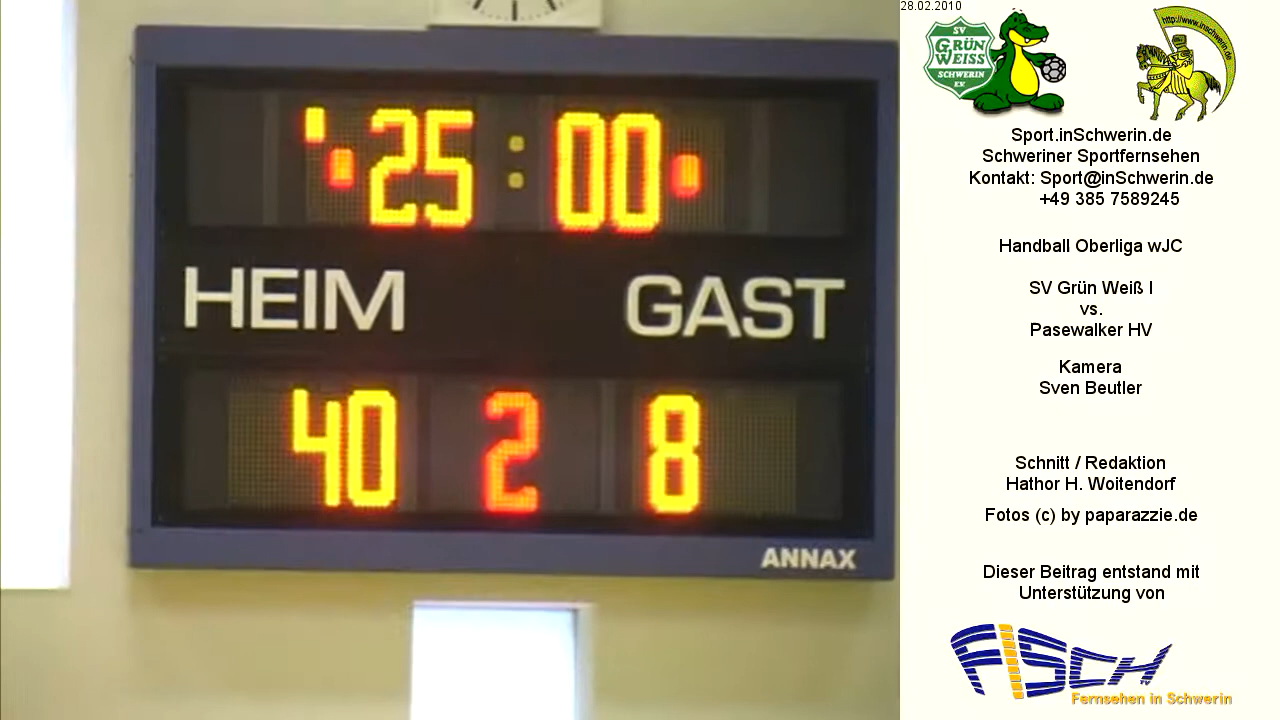 25:00
HEIM GAST
40 2 8
ANNAX
28.02.2010
SV
GRÜN
WEISS
SCHWERIN
E.V.
http://www.inschwerin.de
Sport.inSchwerin.de
Schweriner Sportfernsehen
Kontakt: Sport@inSchwerin.de
+49 385 7589245
Handball Oberliga wJC
SV Grün Weiß I
vs.
Pasewalker HV
Kamera
Sven Beutler
Schnitt / Redaktion
Hathor H. Woitendorf
Fotos (c) by paparazzie.de
Dieser Beitrag entstand mit
Unterstützung von
FISCH
TV
Fernsehen in Schwerin